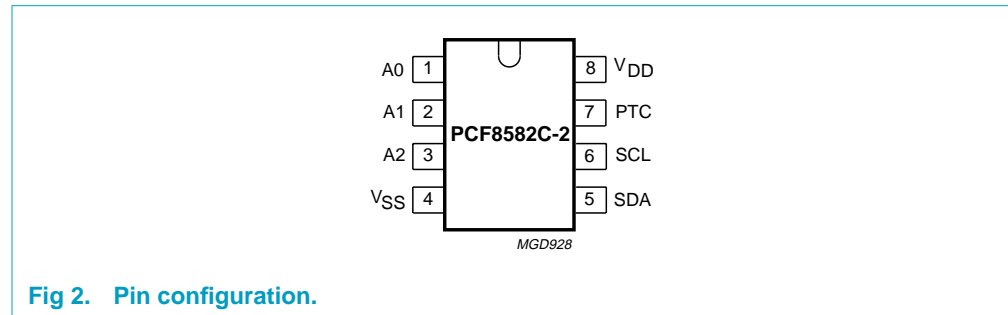 A0 1 8 VDD
A1 2 7 PTC
PCF8582C-2
A2 3 6 SCL
VSS 4 5 SDA
MGD928
Fig 2. Pin configuration.